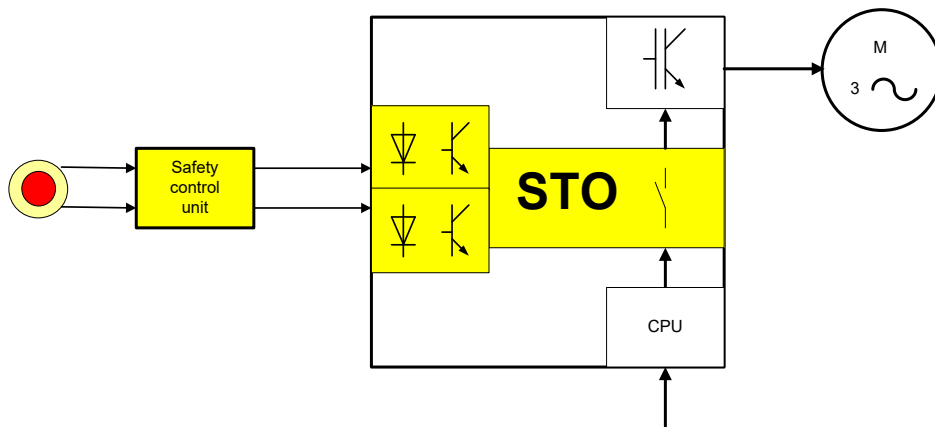 M
3
Safety
control
unit
STO
CPU